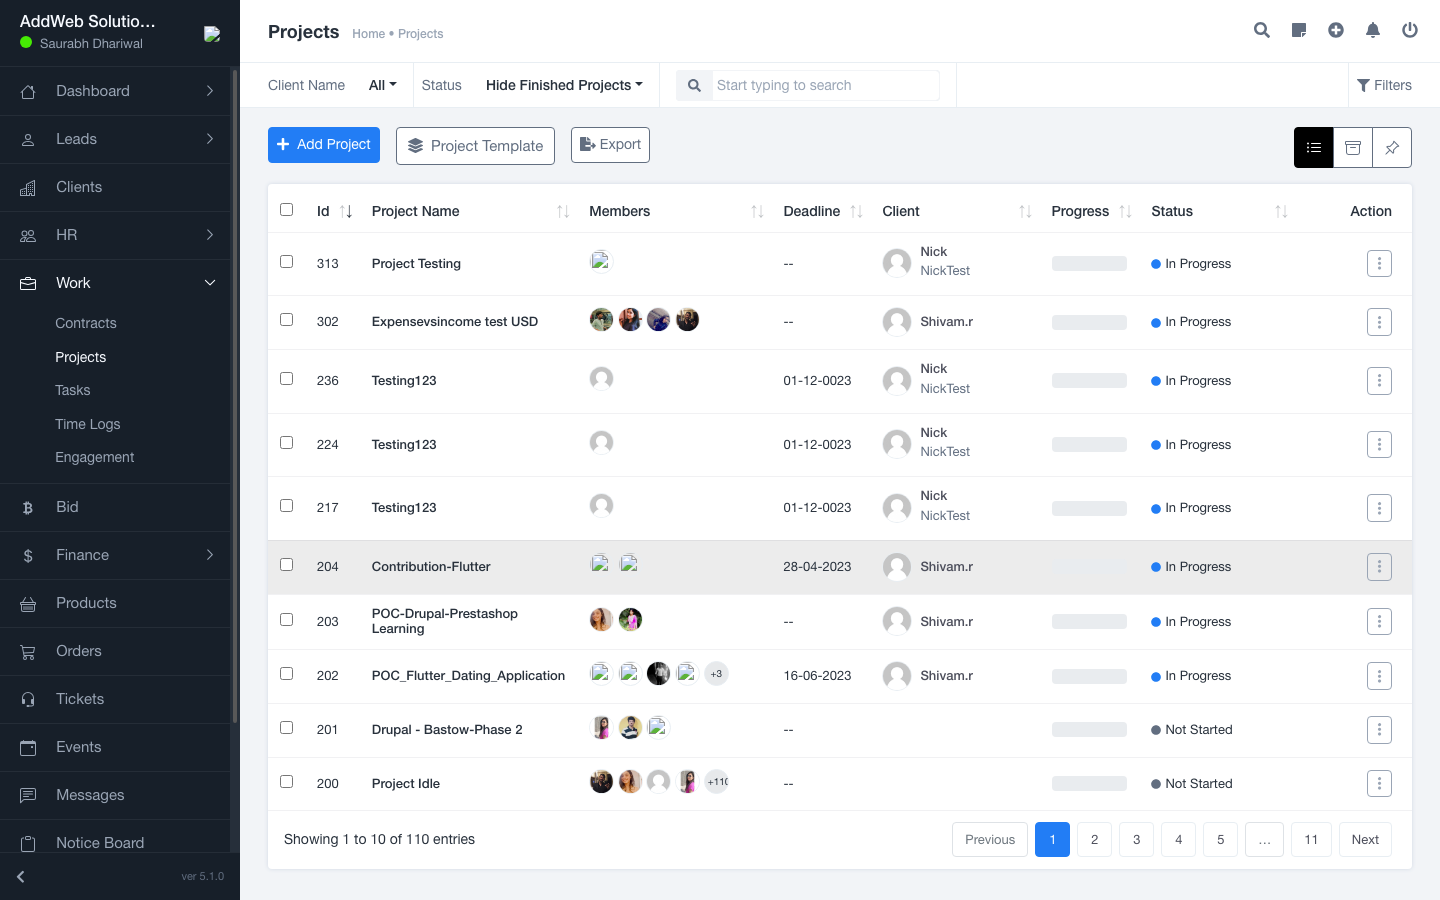 AddWeb Solutio...
Saurabh Dhariwal
Dashboard
Leads
Clients
HR
Work
Contracts
Projects
Tasks
Time Logs
Engagement
Bid
Finance
Products
Orders
Tickets
Events
Messages
Notice Board
ver 5.1.0
Projects Home • Projects
Client Name All Status Hide Finished Projects Start typing to search Filters
Add Project Project Template Export
Id Project Name Members Deadline Client Progress Status Action
313 Project Testing -- Nick NickTest In Progress
302 Expensevsincome test USD -- Shivam.r In Progress
236 Testing123 01-12-0023 Nick NickTest In Progress
224 Testing123 01-12-0023 Nick NickTest In Progress
217 Testing123 01-12-0023 Nick NickTest In Progress
204 Contribution-Flutter 28-04-2023 Shivam.r In Progress
203 POC-Drupal-Prestashop Learning -- Shivam.r In Progress
202 POC_Flutter_Dating_Application +3 16-06-2023 Shivam.r In Progress
201 Drupal - Bastow-Phase 2 -- Not Started
200 Project Idle +110 -- Not Started
Showing 1 to 10 of 110 entries
Previous 1 2 3 4 5 ... 11 Next